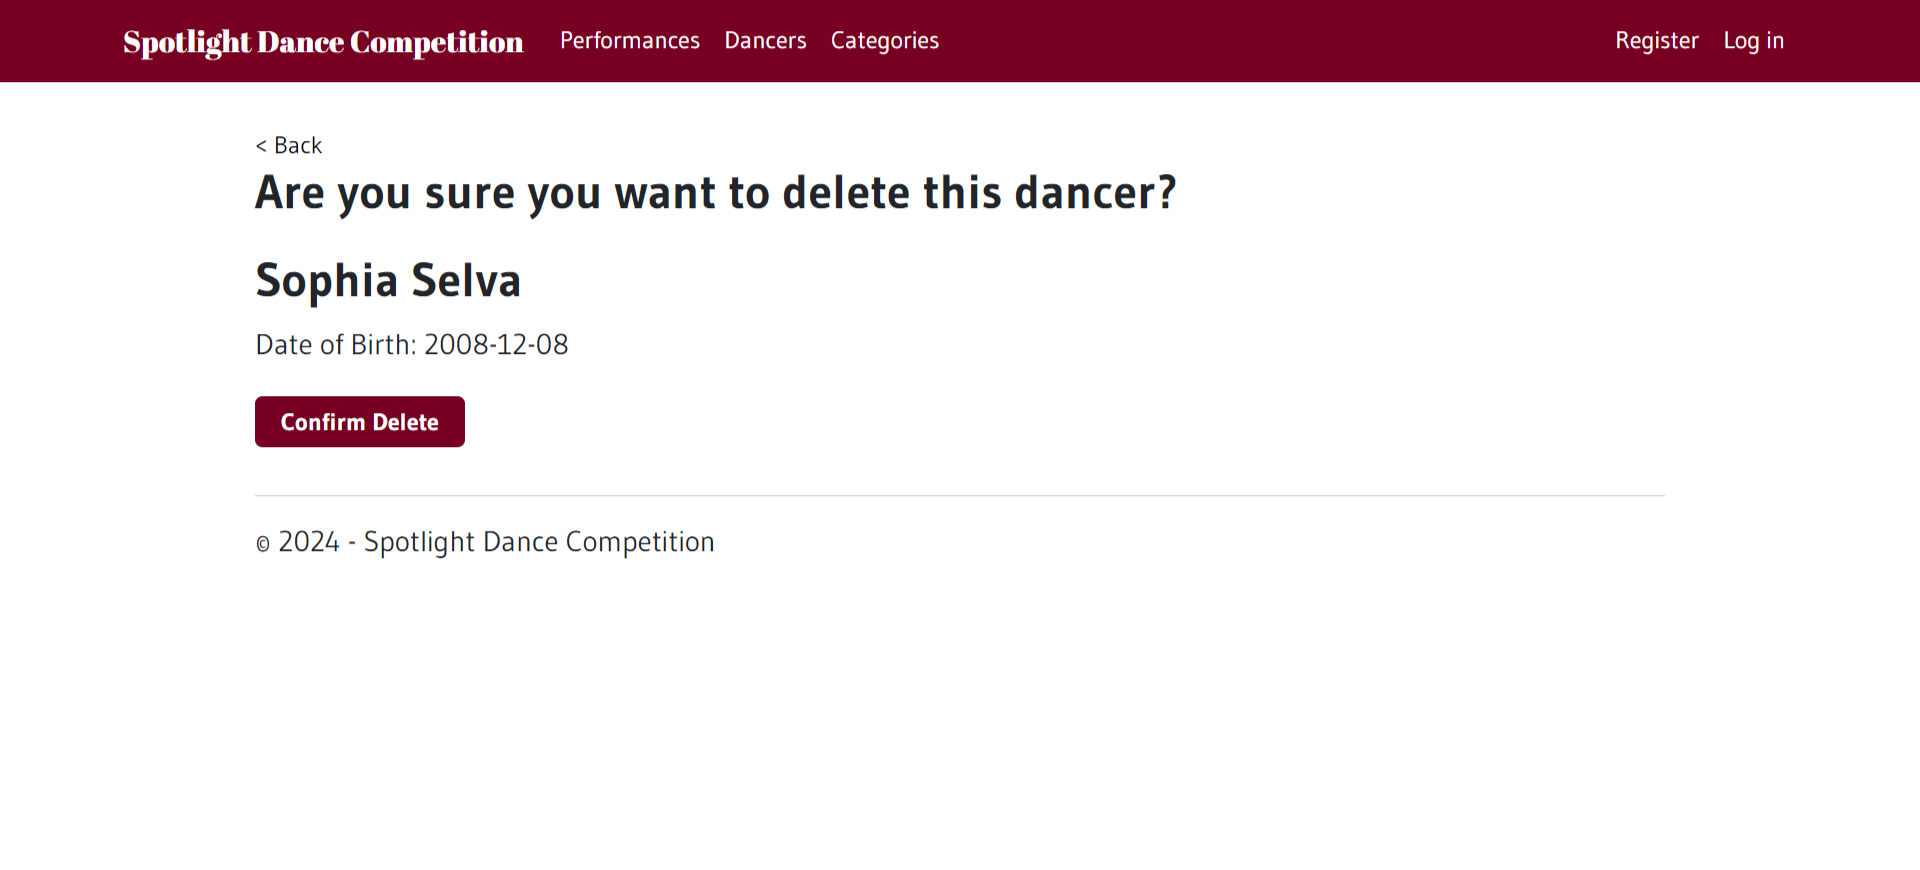 Spotlight Dance Competition Performances Dancers Categories Register Log in
< Back
Are you sure you want to delete this dancer?
Sophia Selva
Date of Birth: 2008-12-08
Confirm Delete
© 2024 - Spotlight Dance Competition